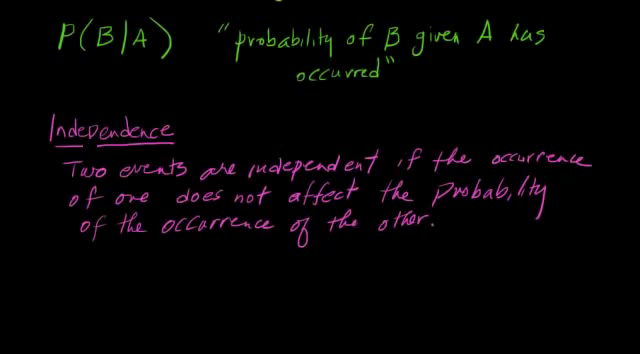 P(B|A) "probability of B given A has
occurred"
Independence
Two events are independent if the occurrence
of one does not affect the probability
of the occurrence of the other.